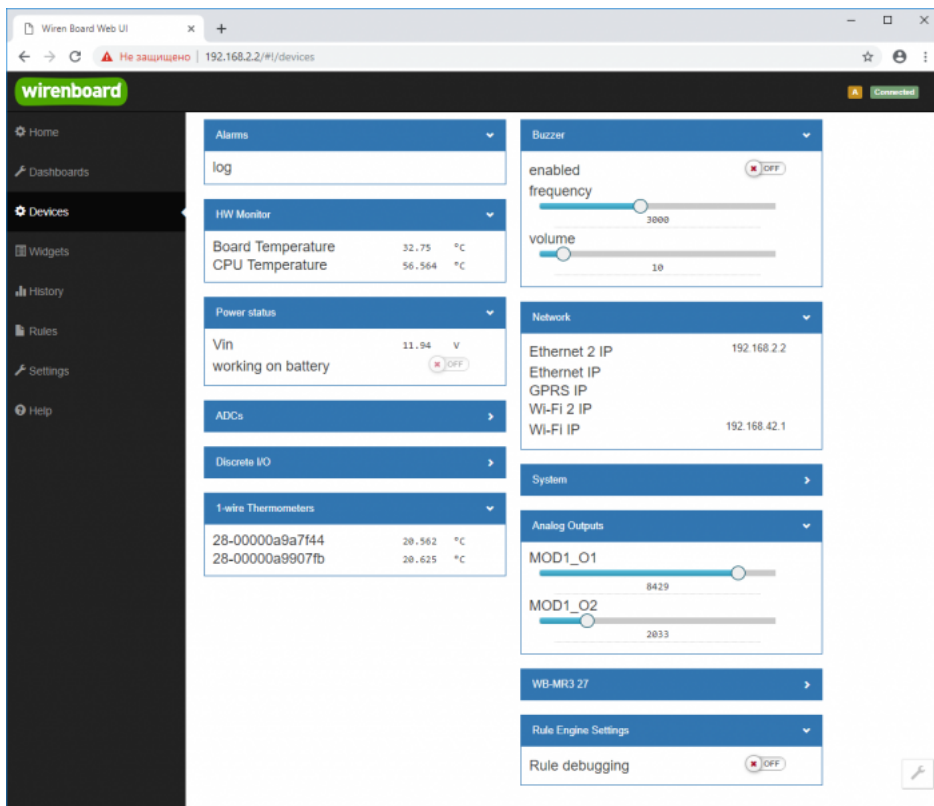 Wiren Board Web UI
Не защищено | 192.168.2.2/#!/devices
wirenboard
A Connected
Home
Dashboards
Devices
Widgets
History
Rules
Settings
Help
Alarms
log
HW Monitor
Board Temperature 32.75 °C
CPU Temperature 56.564 °C
Power status
Vin 11.94 V
working on battery OFF
ADCs
Discrete I/O
1-wire Thermometers
28-00000a9a7f44 20.562 °C
28-00000a9907fb 20.625 °C
Buzzer
enabled OFF
frequency
3000
volume
10
Network
Ethernet 2 IP 192.168.2.2
Ethernet IP
GPRS IP
Wi-Fi 2 IP
Wi-Fi IP 192.168.42.1
System
Analog Outputs
MOD1_O1
8429
MOD1_O2
2033
WB-MR3 27
Rule Engine Settings
Rule debugging OFF